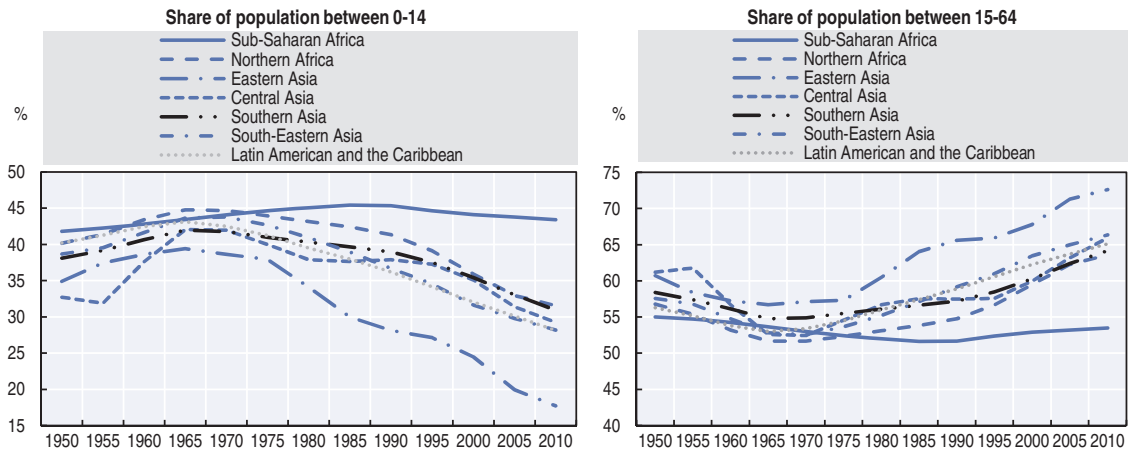 Share of population between 0-14
Sub-Saharan Africa
Northern Africa
Eastern Asia
Central Asia
Southern Asia
South-Eastern Asia
Latin American and the Caribbean
%
50
45
40
35
30
25
20
15
1950 1955 1960 1965 1970 1975 1980 1985 1990 1995 2000 2005 2010
Share of population between 15-64
Sub-Saharan Africa
Northern Africa
Eastern Asia
Central Asia
Southern Asia
South-Eastern Asia
Latin American and the Caribbean
%
75
70
65
60
55
50
45
40
1950 1955 1960 1965 1970 1975 1980 1985 1990 1995 2000 2005 2010